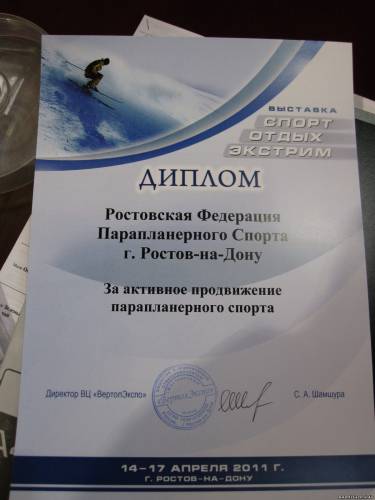 ВЫСТАВКА
СПОРТ
ОТДЫХ
ЭКСТРИМ
ДИПЛОМ
Ростовская Федерация
Парапланерного Спорта
г. Ростов-на-Дону
За активное продвижение
парапланерного спорта
Директор ВЦ «ВертолЭкспо»
ВертолЭкспо
С. А. Шамшура
14-17 АПРЕЛЯ 2011 Г.
Г. РОСТОВ-НА-ДОНУ